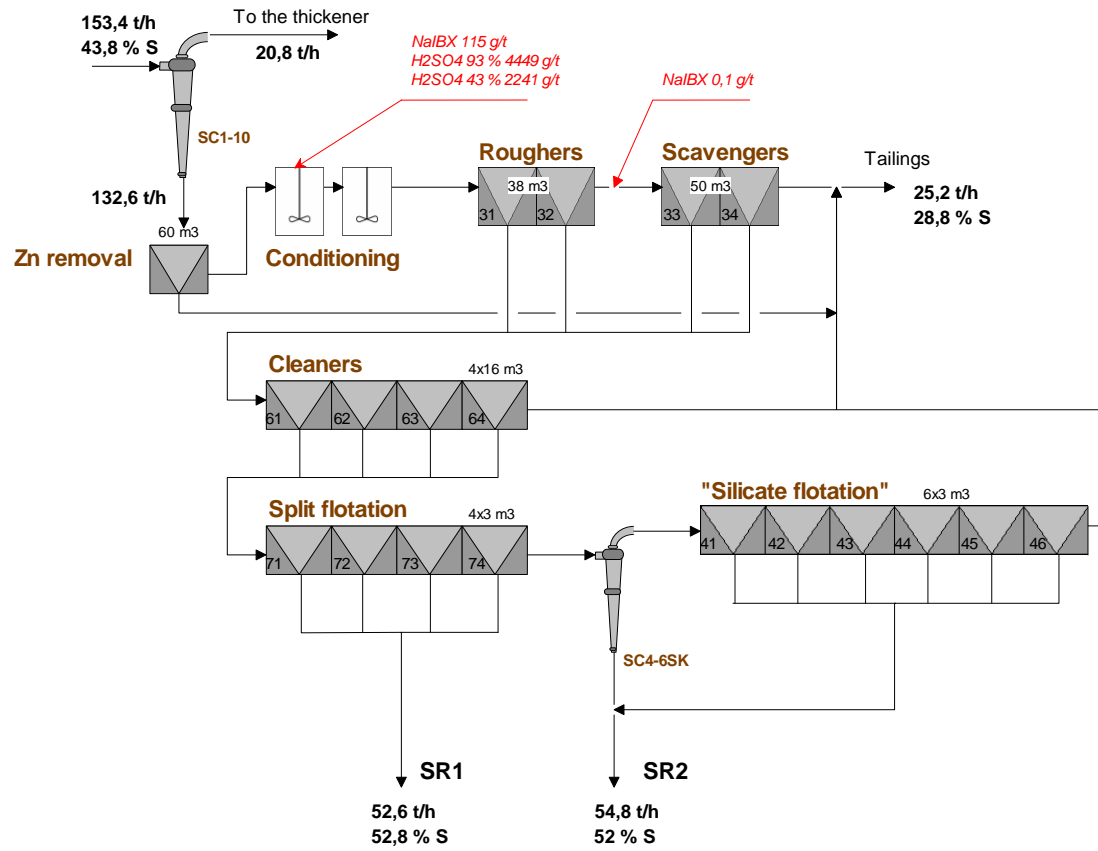 153,4 t/h
43,8 % S
To the thickener
20,8 t/h
NaIBX 115 g/t
H2SO4 93 % 4449 g/t
H2SO4 43 % 2241 g/t
NaIBX 0,1 g/t
SC1-10
132,6 t/h
60 m3
Zn removal
Conditioning
Roughers
38 m3
31
32
Scavengers
50 m3
33
34
Tailings
25,2 t/h
28,8 % S
Cleaners
4x16 m3
61
62
63
64
Split flotation
4x3 m3
71
72
73
74
"Silicate flotation"
6x3 m3
41
42
43
44
45
46
SC4-6SK
SR1
52,6 t/h
52,8 % S
SR2
54,8 t/h
52 % S